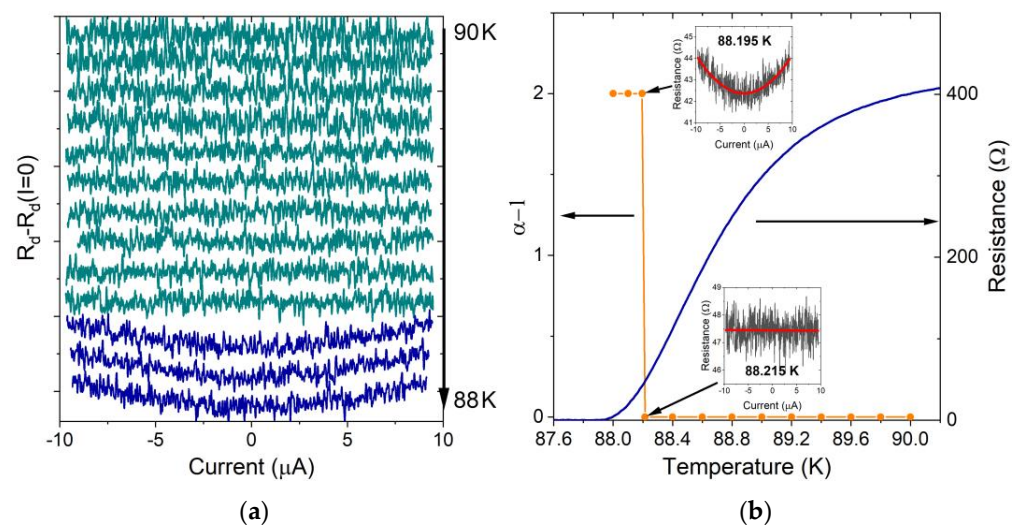 90K
R_d-R_d(I=0)
88K
-10
-5
0
5
10
Current (μA)
(a)
2
1
0
α−1
87.6
88.0
88.4
88.8
89.2
89.6
90.0
Temperature (K)
400
200
0
Resistance (Ω)
45
44
43
42
41
Resistance (Ω)
88.195 K
-10
-5
0
5
10
Current (μA)
49
48
47
46
Resistance (Ω)
88.215 K
-10
-5
0
5
10
Current (μA)
(b)